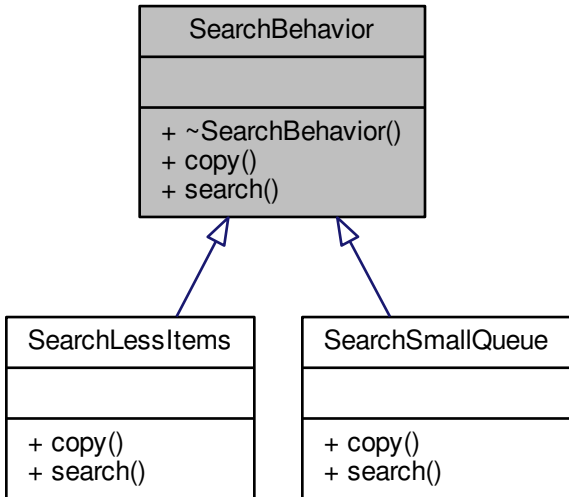 SearchBehavior
+ ~SearchBehavior()
+ copy()
+ search()
SearchLessItems
+ copy()
+ search()
SearchSmallQueue
+ copy()
+ search()